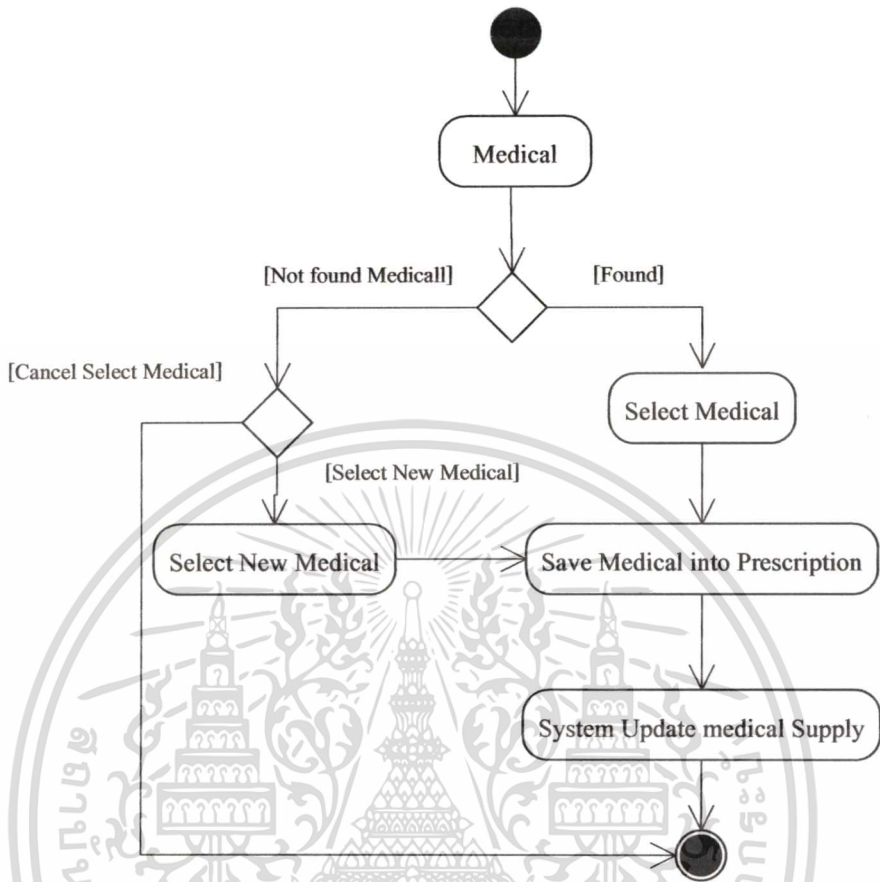 Medical
[Not found Medicall]
[Found]
[Cancel Select Medical]
Select Medical
[Select New Medical]
Select New Medical
Save Medical into Prescription
System Update medical Supply